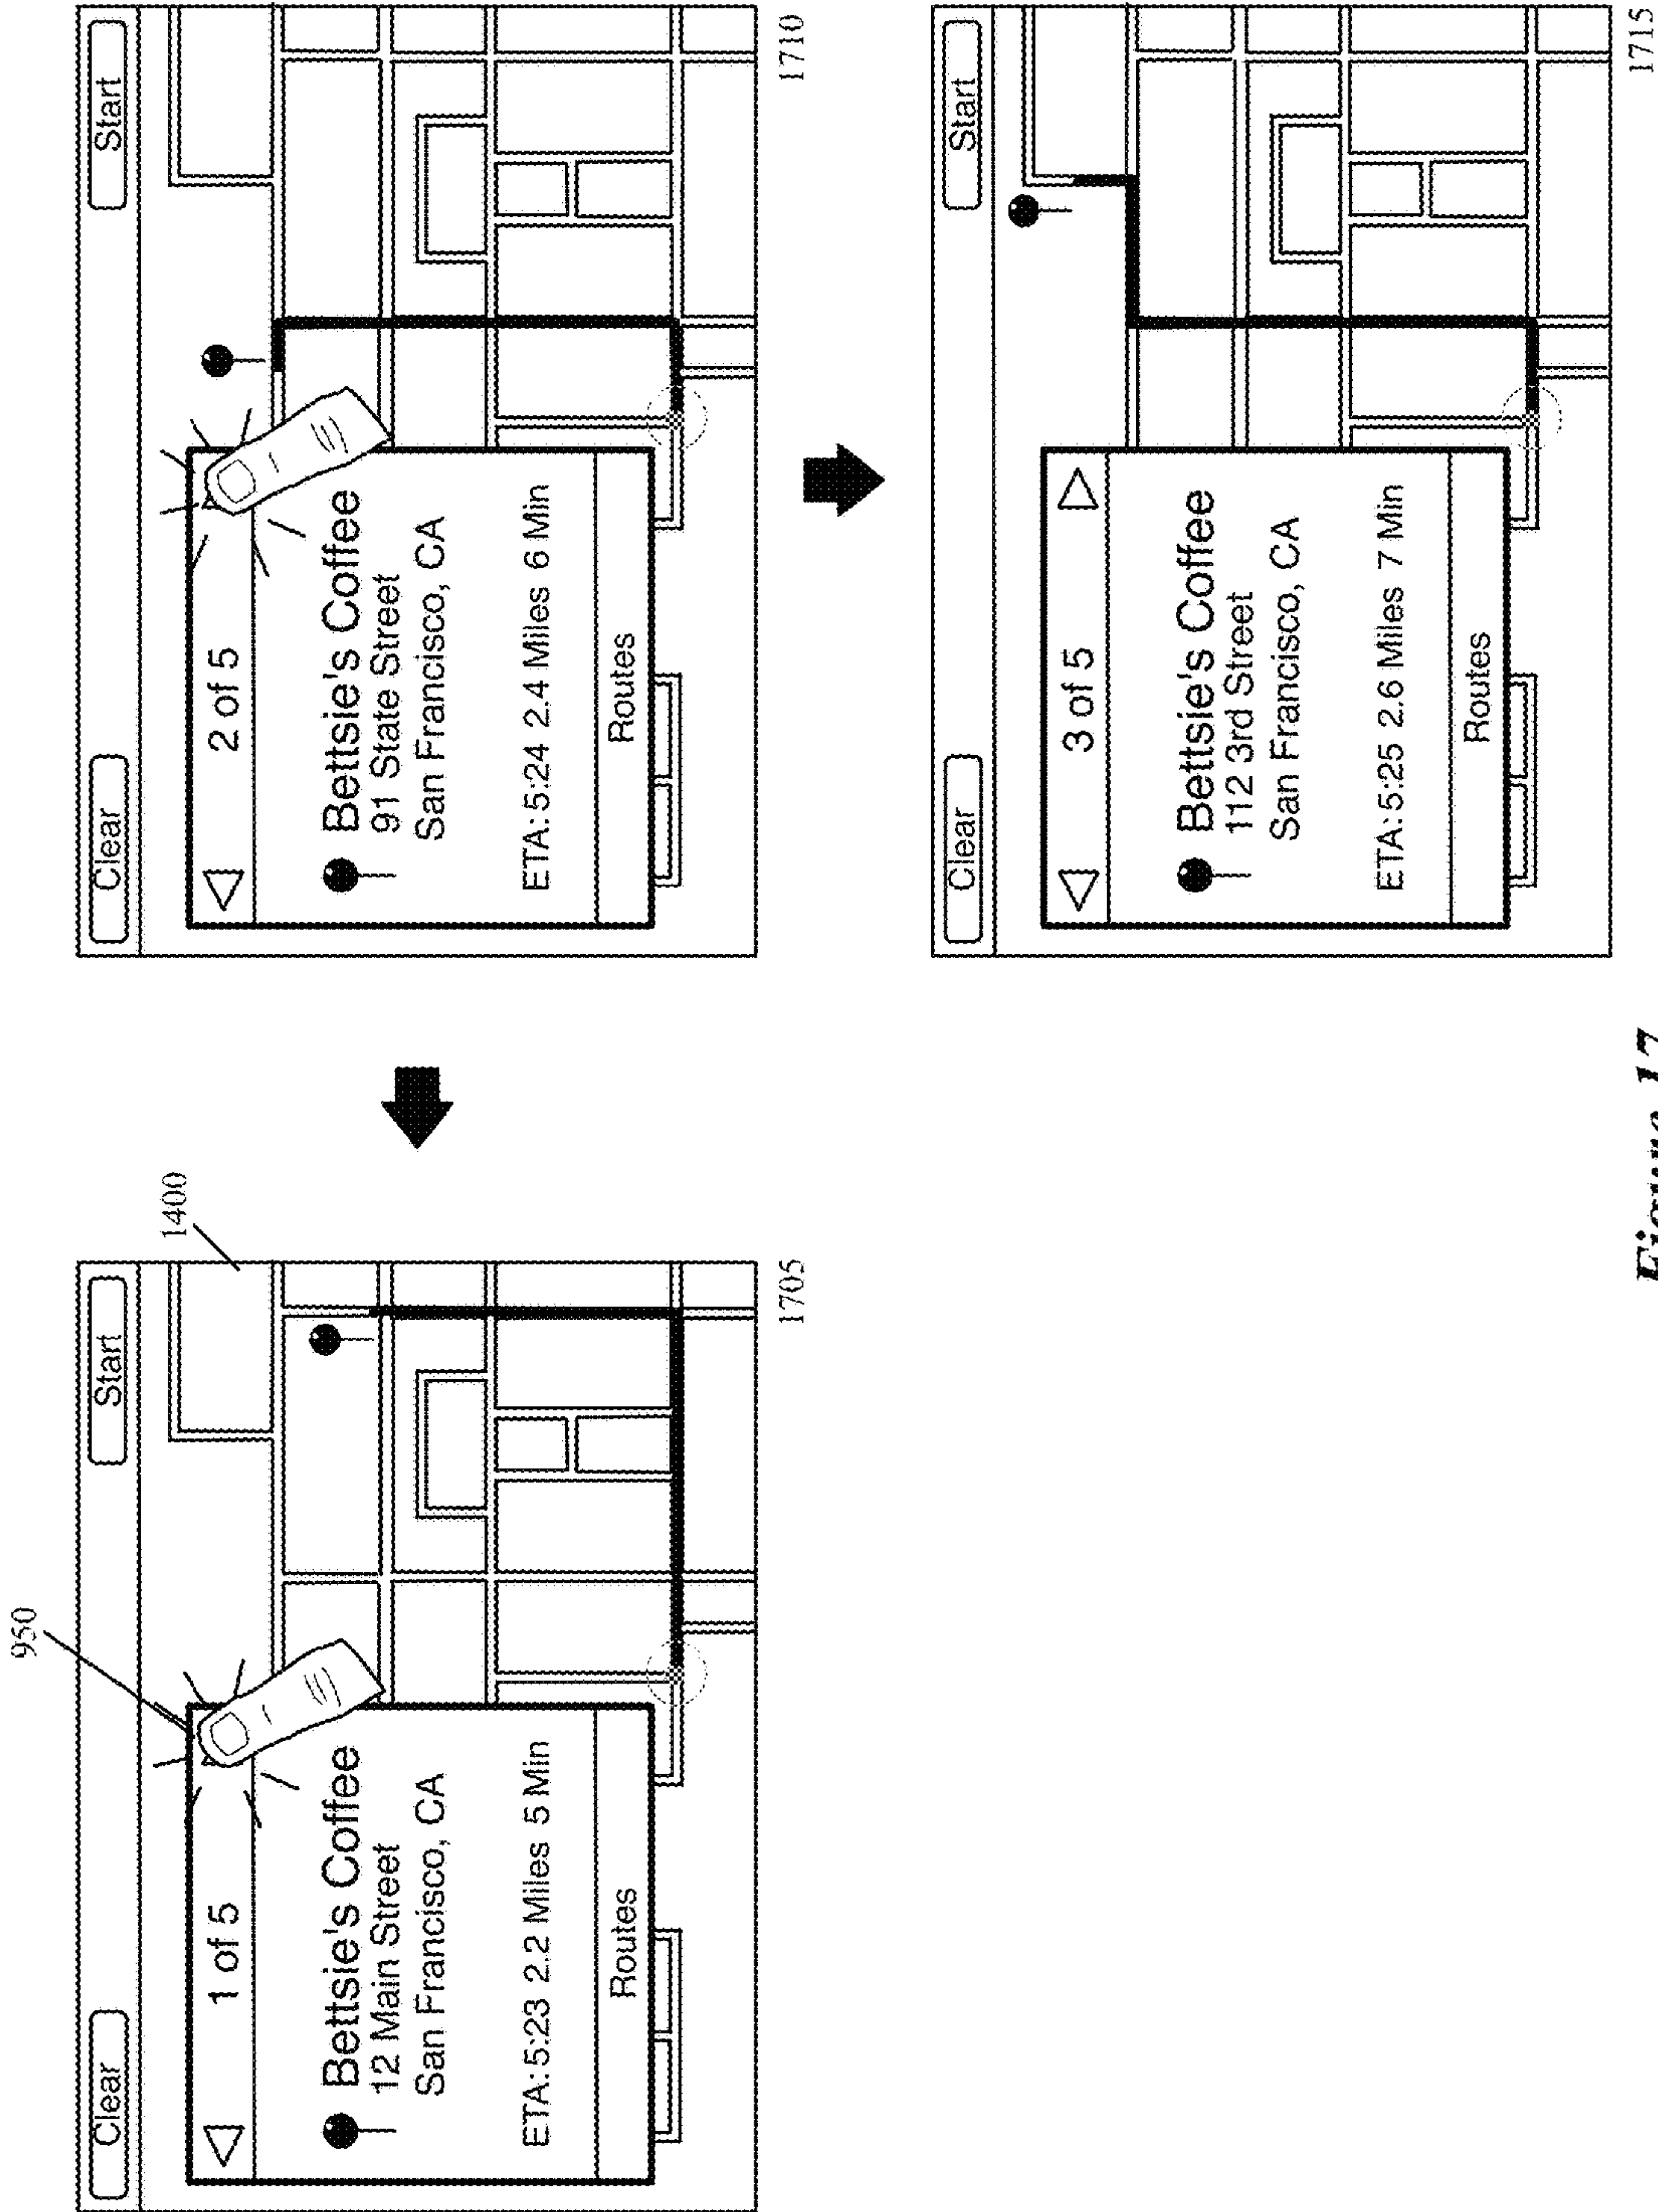 950
Clear Start
1400
1 of 5
Bettsie's Coffee
12 Main Street
San Francisco, CA
ETA: 5:23 2.2 Miles 5 Min
Routes
1705
Clear Start
2 of 5
Bettsie's Coffee
91 State Street
San Francisco, CA
ETA: 5:24 2.4 Miles 6 Min
Routes
1710
Clear Start
3 of 5
Bettsie's Coffee
112 3rd Street
San Francisco, CA
ETA: 5:25 2.6 Miles 7 Min
Routes
1715
Figure 17